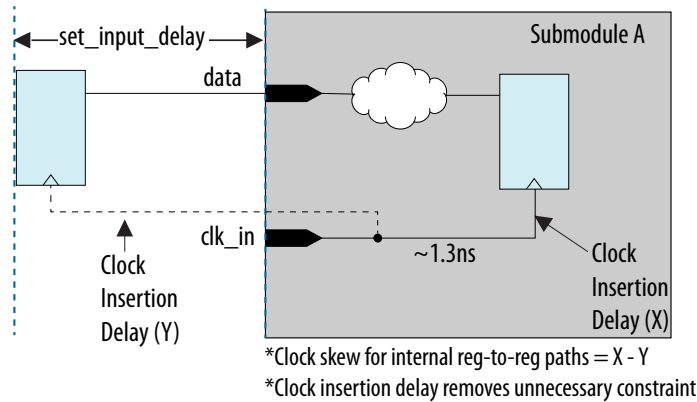 set_input_delay
Submodule A
data
clk_in
~1.3ns
Clock
Insertion
Delay (Y)
Clock
Insertion
Delay (X)
*Clock skew for internal reg-to-reg paths = X - Y
*Clock insertion delay removes unnecessary constraint